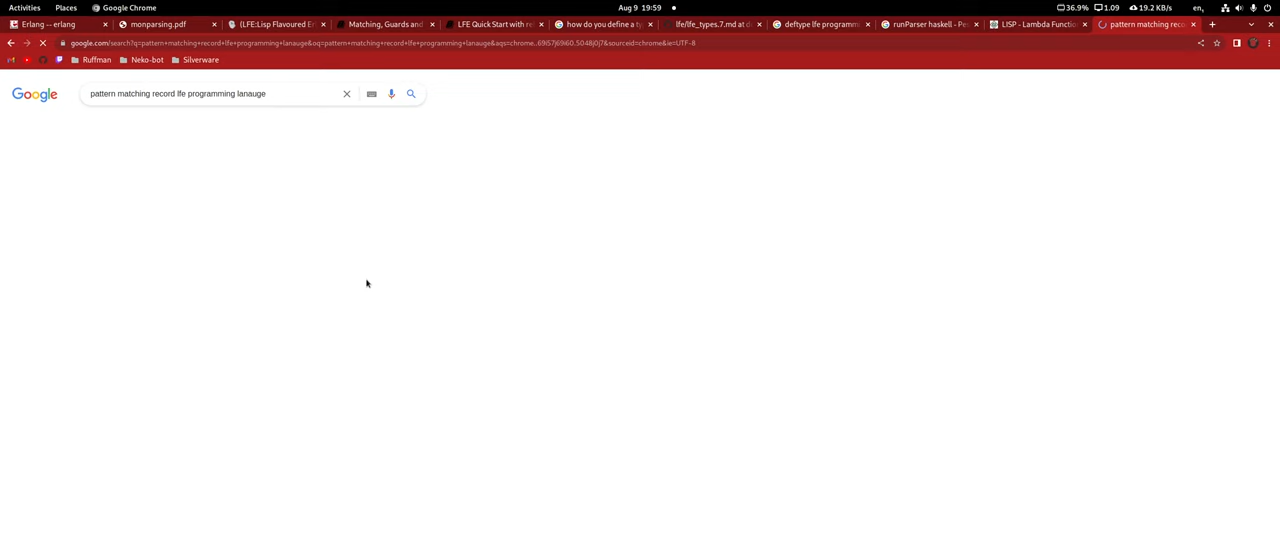 Activities Places Google Chrome Aug 9 19:59 36.9% 1.09 19.2 KB/s en
Erlang -- erlang monparsing.pdf (LFE:Lisp Flavoured Er Matching, Guards and LFE Quick Start with re how do you define a ty lfe/lfe_types.7.md at d deftype lfe programm runParser haskell - Pes LISP - Lambda Functio pattern matching reco
google.com/search?q=pattern+matching+record+lfe+programming+lanauge&oq=pattern+matching+record+lfe+programming+lanauge&aqs=chrome..69i57j69i60.5048j0j7&sourceid=chrome&ie=UTF-8
Ruffman Neko-bot Silverware
Google pattern matching record lfe programming lanauge